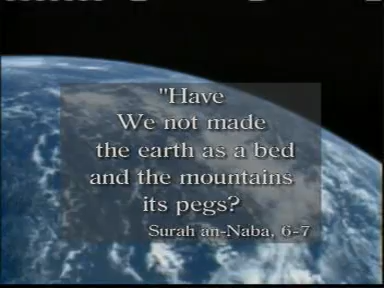 "Have
We not made
the earth as a bed
and the mountains
its pegs?
Surah an-Naba, 6-7